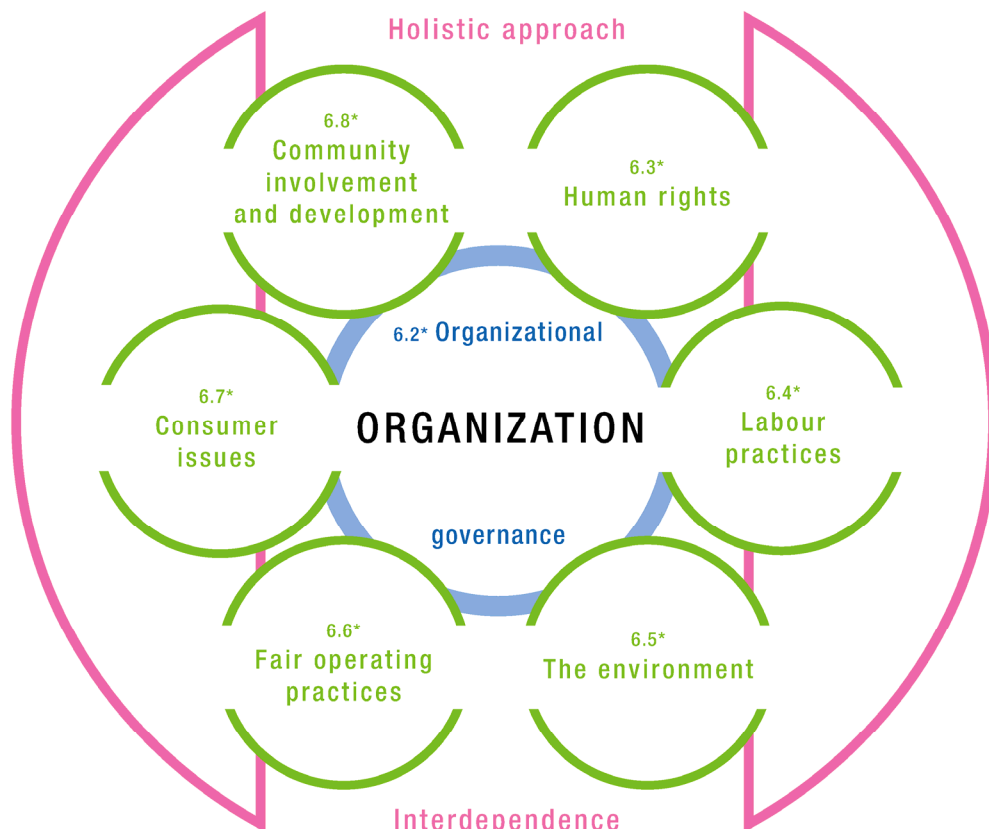 Holistic approach
6.8*
Community
involvement
and development
6.3*
Human rights
6.2* Organizational
6.7*
Consumer
issues
ORGANIZATION
6.4*
Labour
practices
governance
6.6*
Fair operating
practices
6.5*
The environment
Interdependence